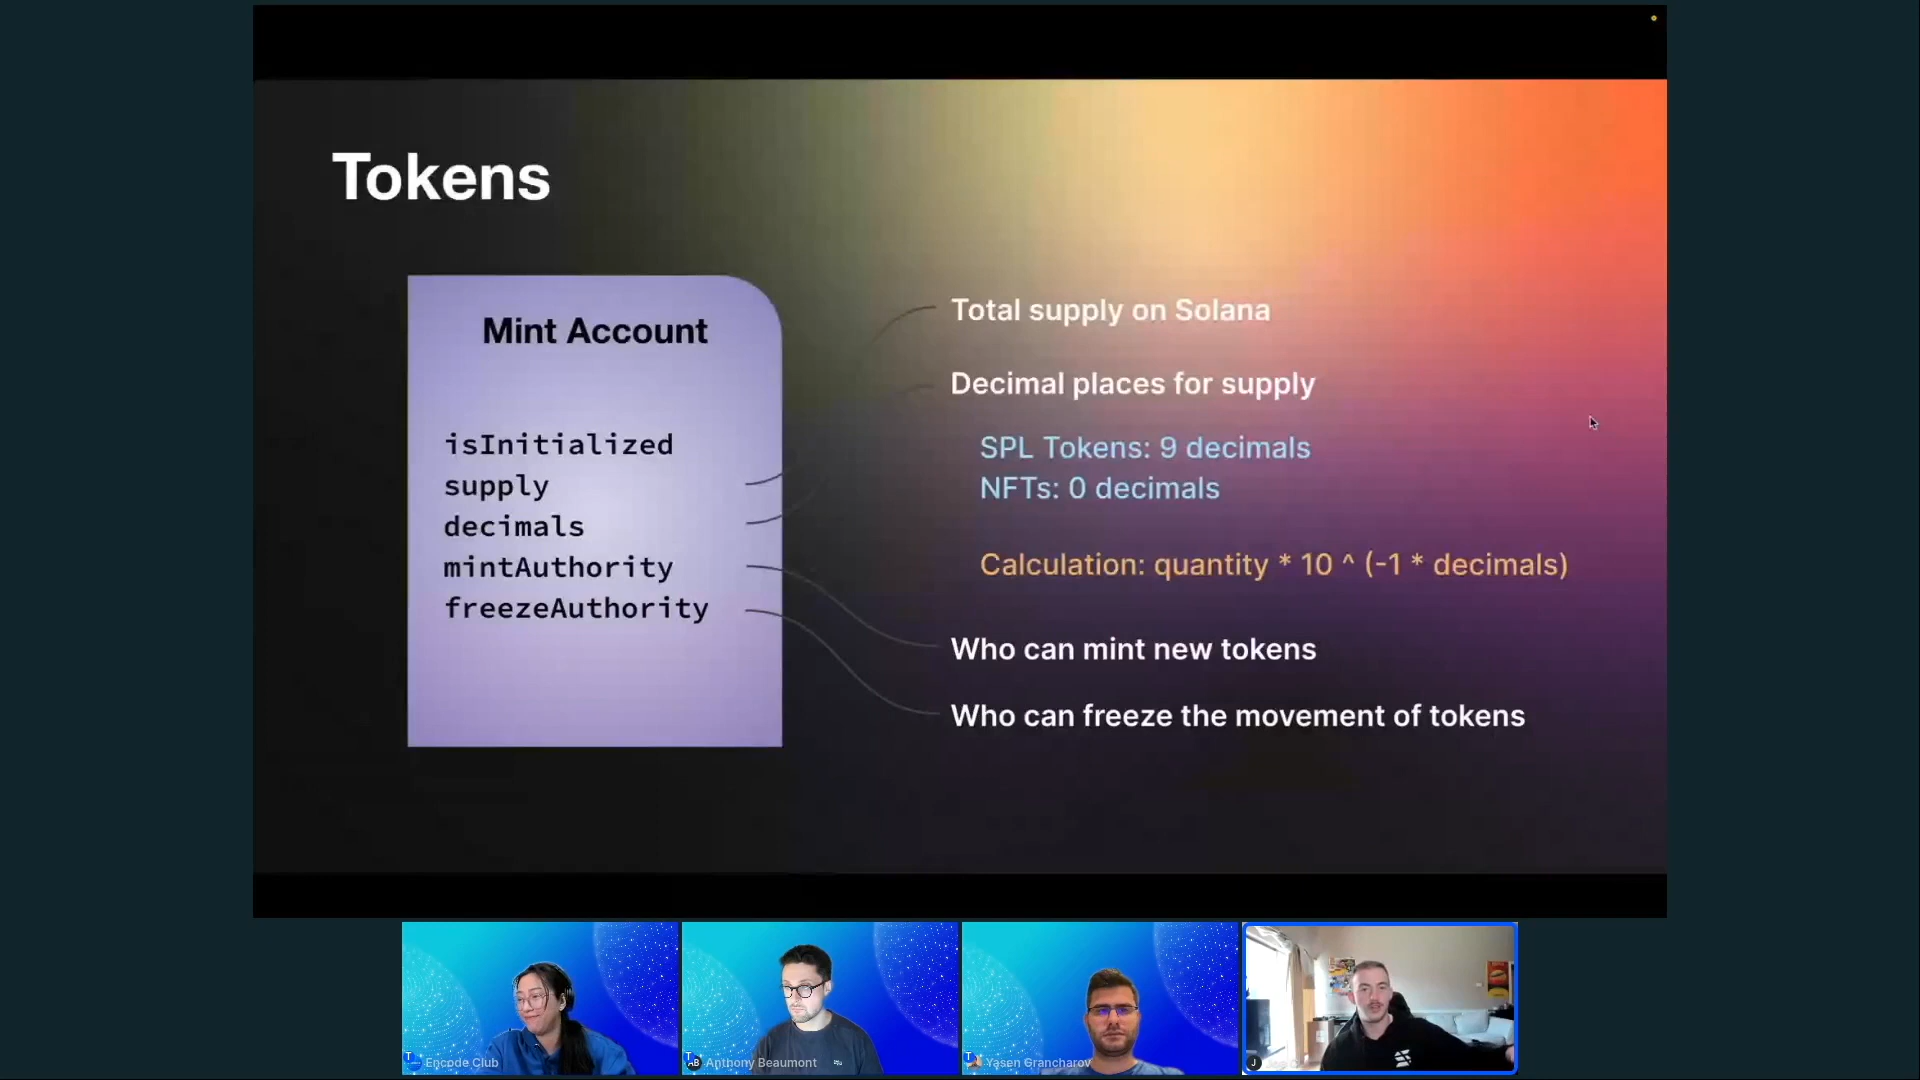 Tokens
Mint Account
isInitialized
supply
decimals
mintAuthority
freezeAuthority
Total supply on Solana
Decimal places for supply
SPL Tokens: 9 decimals
NFTs: 0 decimals
Calculation: quantity * 10 ^ (-1 * decimals)
Who can mint new tokens
Who can freeze the movement of tokens
T Encode Club
AB Anthony Beaumont
T Yasen Grancharov
J